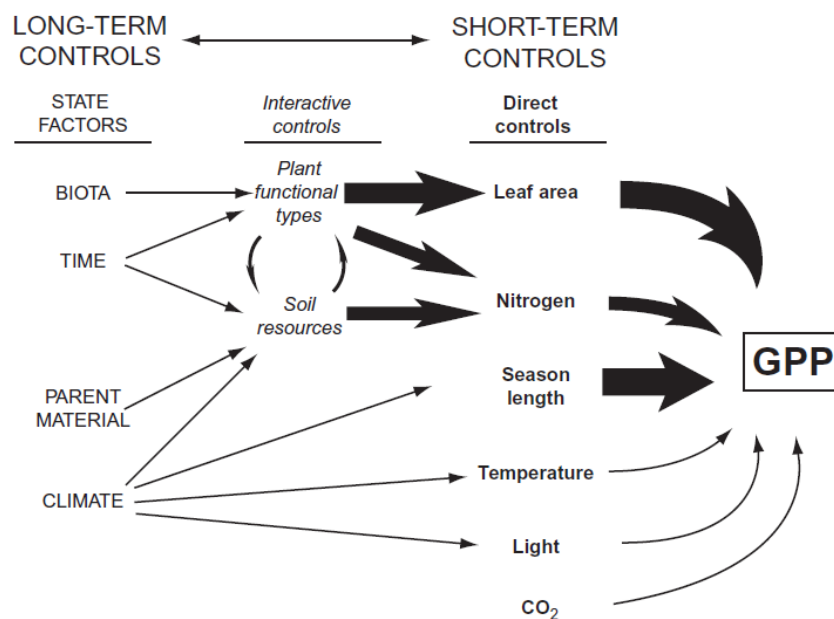 LONG-TERM
CONTROLS
SHORT-TERM
CONTROLS
STATE
FACTORS
Interactive
controls
Direct
controls
BIOTA
Plant
functional
types
Leaf area
TIME
Soil
resources
Nitrogen
GPP
PARENT
MATERIAL
Season
length
CLIMATE
Temperature
Light
CO₂